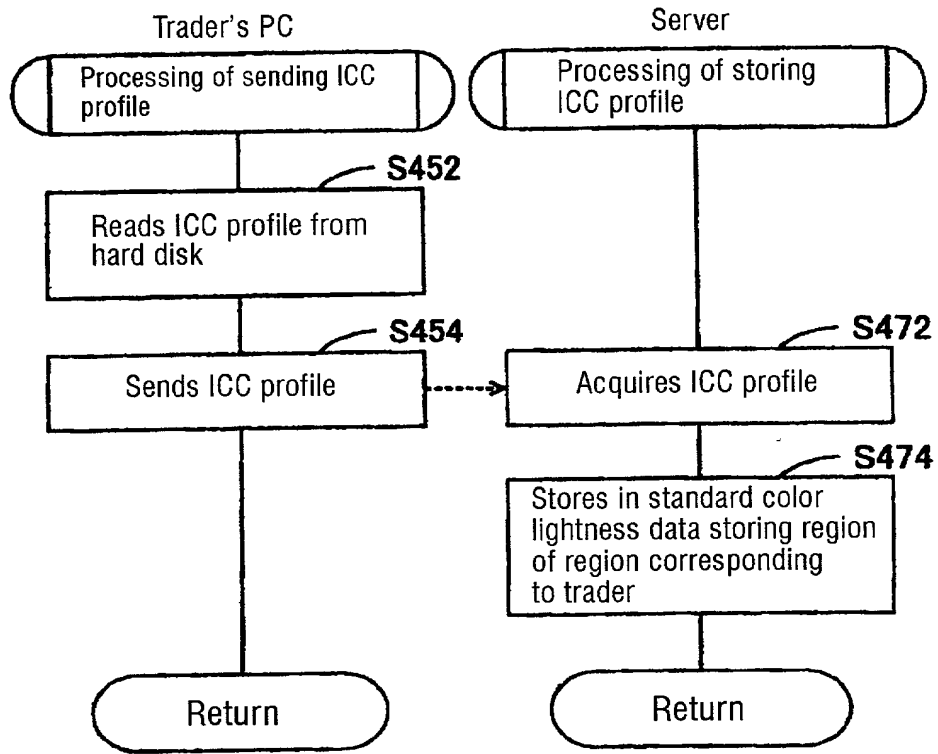 Trader's PC
Processing of sending ICC
profile
S452
Reads ICC profile from
hard disk
S454
Sends ICC profile
Return
Server
Processing of storing
ICC profile
S472
Acquires ICC profile
S474
Stores in standard color
lightness data storing region
of region corresponding
to trader
Return